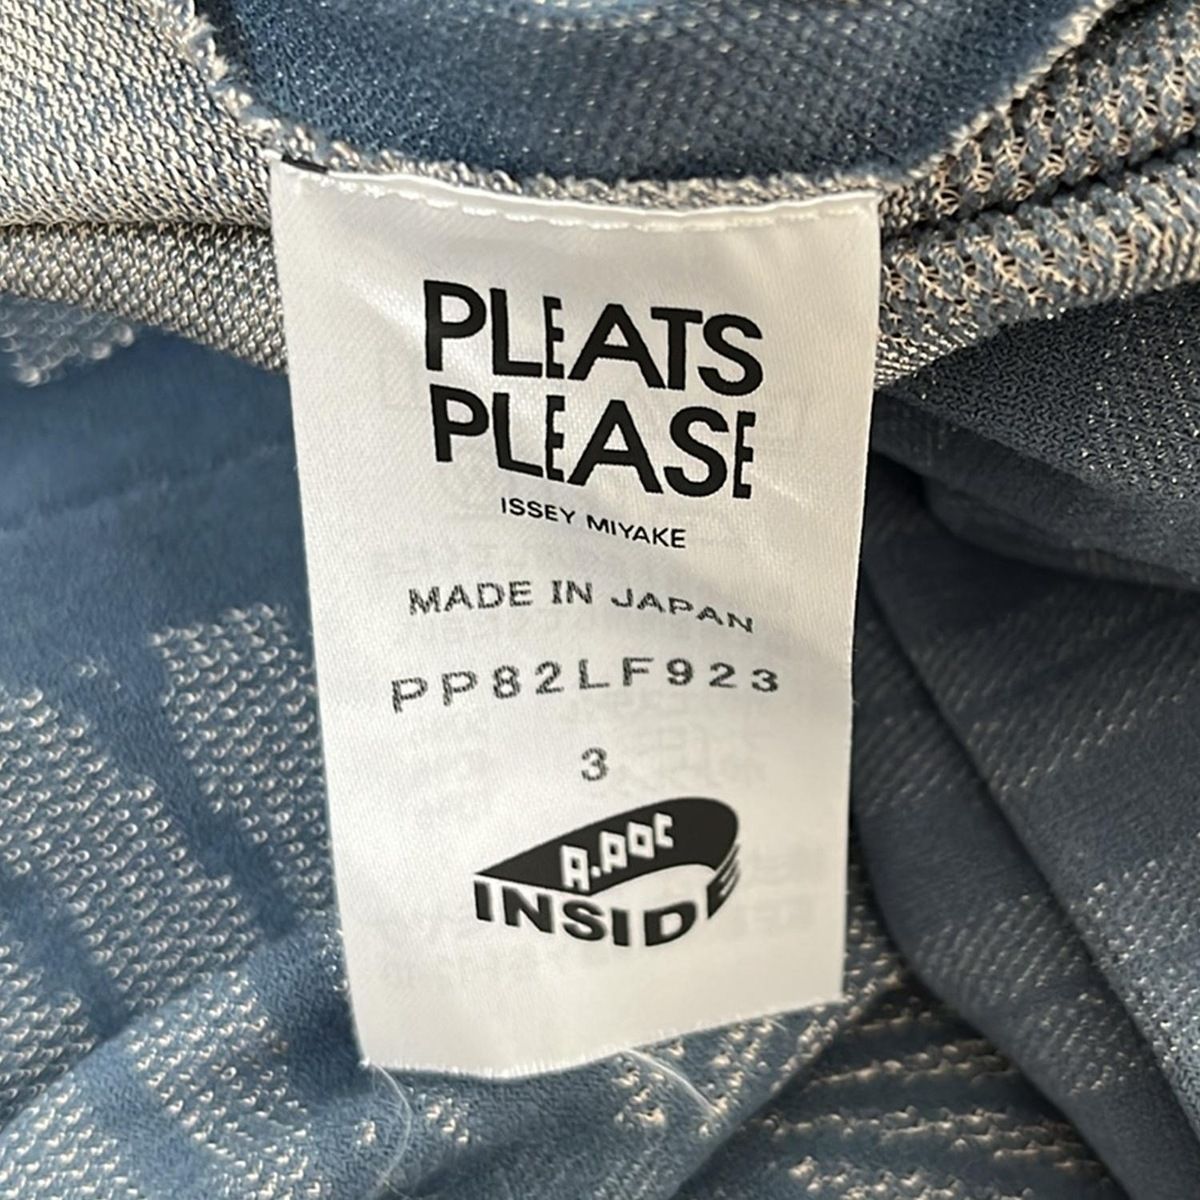 PLEATS
PLEASE
ISSEY MIYAKE
MADE IN JAPAN
PP82LF923
3
A.POC
INSIDE